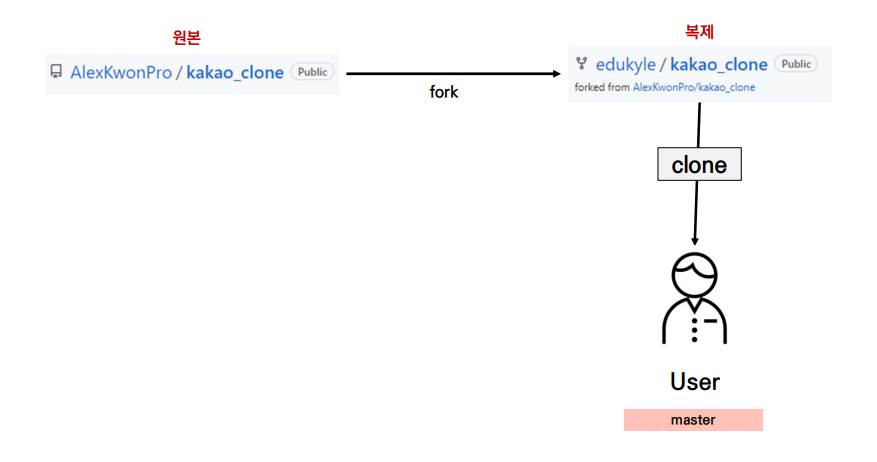 원본
AlexKwonPro / kakao_clone Public
fork
복제
edukyle / kakao_clone Public
forked from AlexKwonPro/kakao_clone
clone
User
master